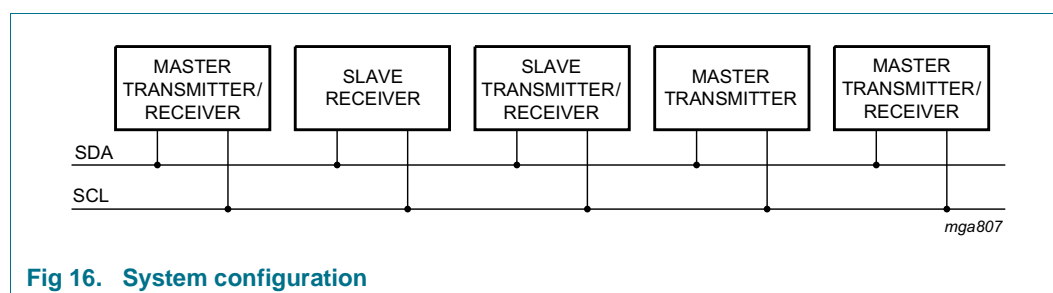 MASTER
TRANSMITTER/
RECEIVER
SLAVE
RECEIVER
SLAVE
TRANSMITTER/
RECEIVER
MASTER
TRANSMITTER
MASTER
TRANSMITTER/
RECEIVER
SDA
SCL
mga807
Fig 16. System configuration